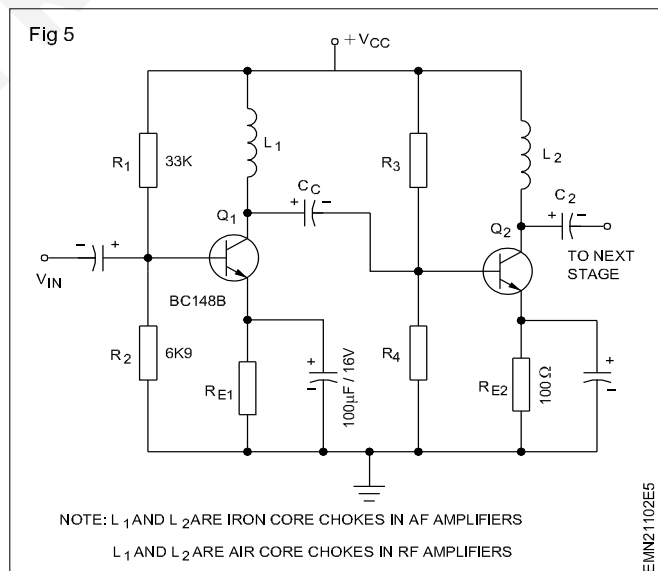 Fig 5
+ VCC
L1
R1 33K
R3
L2
CC
+ −
C2
+ −
Q1
Q2
− +
VIN
TO NEXT
STAGE
BC148B
R2 6K9
RE1
+
−
100µF / 16V
R4
RE2
100Ω
+
−
NOTE: L1 AND L2 ARE IRON CORE CHOKES IN AF AMPLIFIERS
L1 AND L2 ARE AIR CORE CHOKES IN RF AMPLIFIERS
EMN21102E5